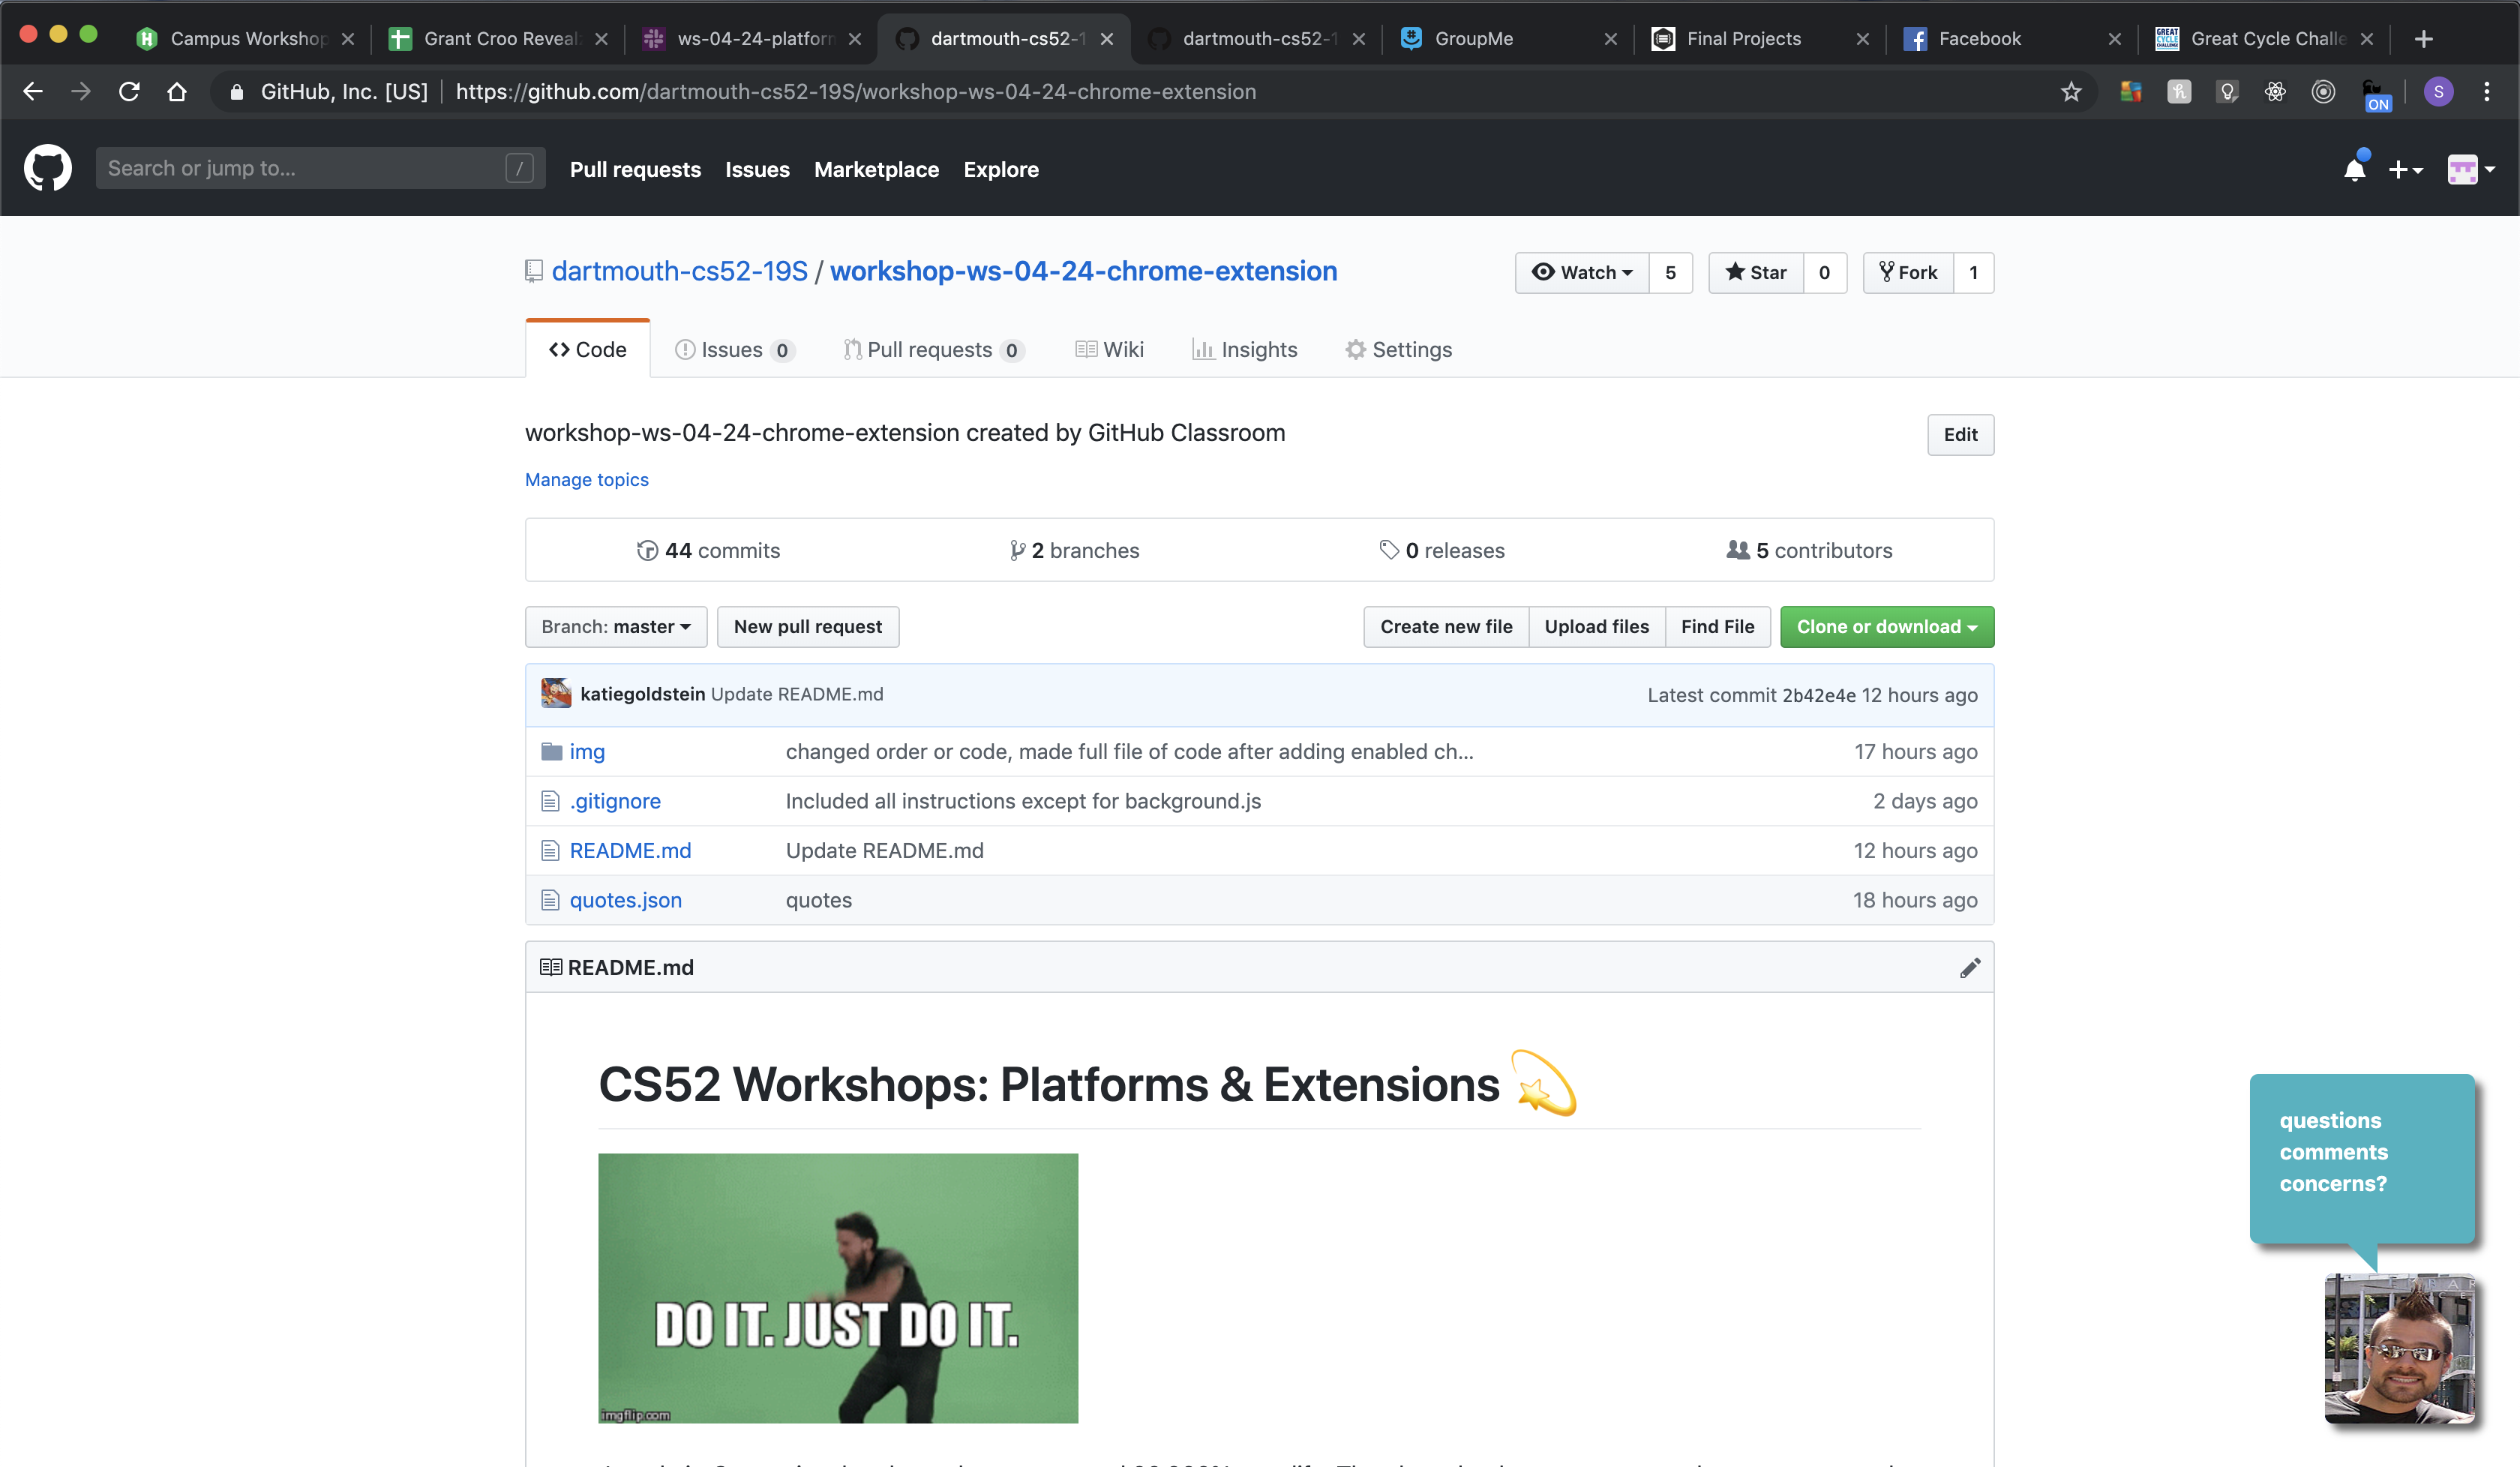 Campus Workshop
Grant Croo Reveal
ws-04-24-platform
dartmouth-cs52-1
dartmouth-cs52-1
GroupMe
Final Projects
Facebook
Great Cycle Challe
GitHub, Inc. [US]
https://github.com/dartmouth-cs52-19S/workshop-ws-04-24-chrome-extension
ON
S
Search or jump to...
/
Pull requests
Issues
Marketplace
Explore
dartmouth-cs52-19S / workshop-ws-04-24-chrome-extension
Watch 5
Star 0
Fork 1
Code
Issues 0
Pull requests 0
Wiki
Insights
Settings
workshop-ws-04-24-chrome-extension created by GitHub Classroom
Edit
Manage topics
44 commits
2 branches
0 releases
5 contributors
Branch: master
New pull request
Create new file
Upload files
Find File
Clone or download
katiegoldstein Update README.md
Latest commit 2b42e4e 12 hours ago
img
changed order or code, made full file of code after adding enabled ch...
17 hours ago
.gitignore
Included all instructions except for background.js
2 days ago
README.md
Update README.md
12 hours ago
quotes.json
quotes
18 hours ago
README.md
CS52 Workshops: Platforms & Extensions
DO IT. JUST DO IT.
imgflip.com
questions
comments
concerns?